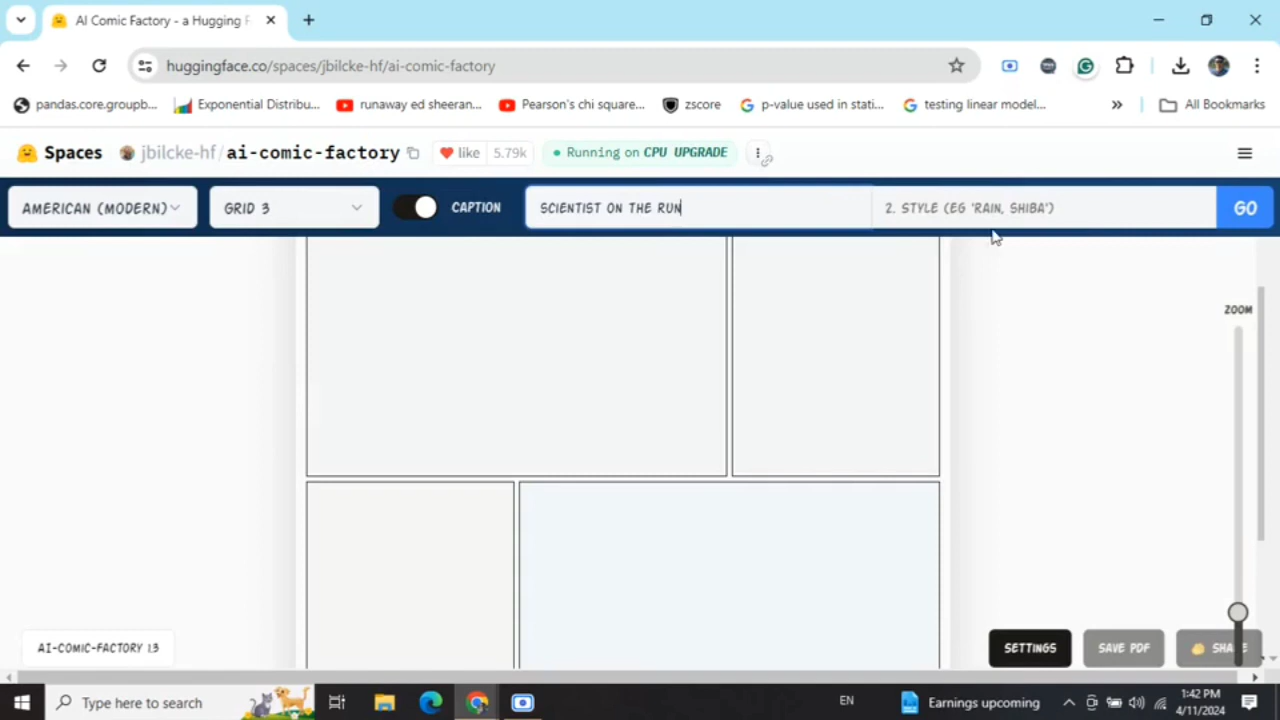 AI Comic Factory - a Hugging F
huggingface.co/spaces/jbilcke-hf/ai-comic-factory
pandas.core.groupb... Exponential Distribu... runaway ed sheeran... Pearson's chi square... zscore p-value used in stati... testing linear model... » All Bookmarks
Spaces jbilcke-hf/ai-comic-factory like 5.79k Running on CPU UPGRADE
AMERICAN (MODERN) GRID 3 CAPTION SCIENTIST ON THE RUN 2. STYLE (EG 'RAIN, SHIBA') GO
ZOOM
AI-COMIC-FACTORY 1.3 SETTINGS SAVE PDF SHA E
Type here to search EN Earnings upcoming 1:42 PM
4/11/2024